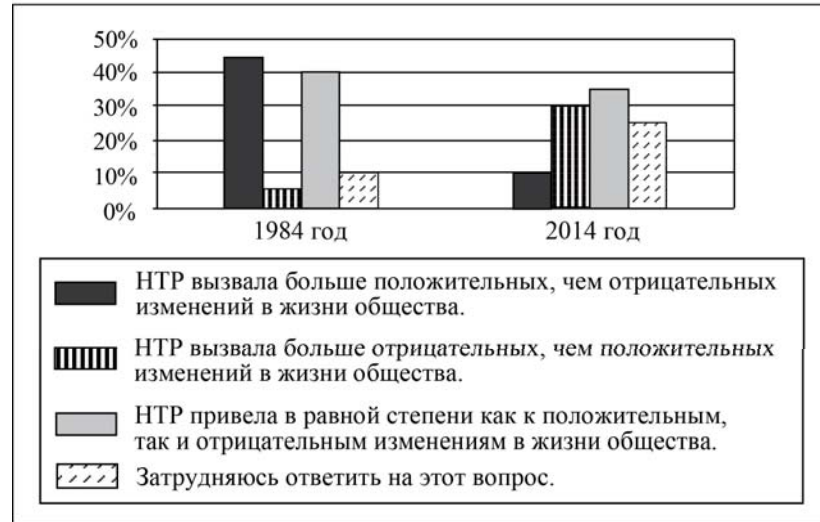 50%
40%
30%
20%
10%
0%
1984 год
2014 год
НТР вызвала больше положительных, чем отрицательных
изменений в жизни общества.
НТР вызвала больше отрицательных, чем положительных
изменений в жизни общества.
НТР привела в равной степени как к положительным,
так и отрицательным изменениям в жизни общества.
Затрудняюсь ответить на этот вопрос.